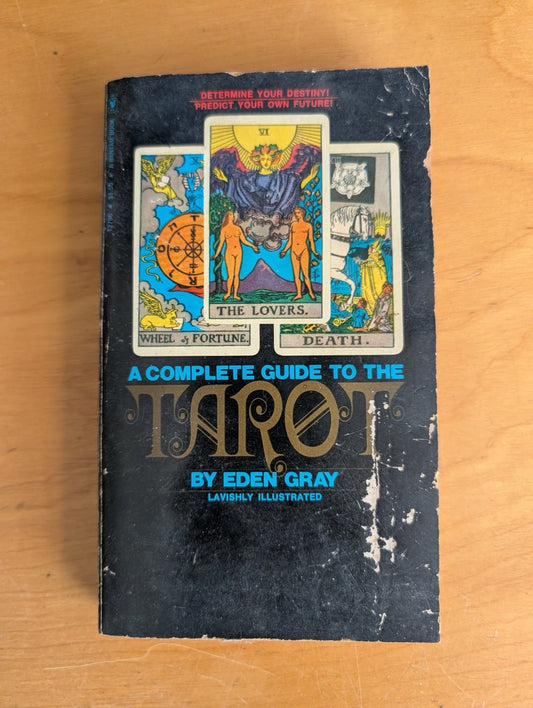 DETERMINE YOUR DESTINY!
PREDICT YOUR OWN FUTURE!
VI
THE LOVERS.
WHEEL of FORTUNE.
DEATH.
A COMPLETE GUIDE TO THE
TAROT
BY EDEN GRAY
LAVISHLY ILLUSTRATED